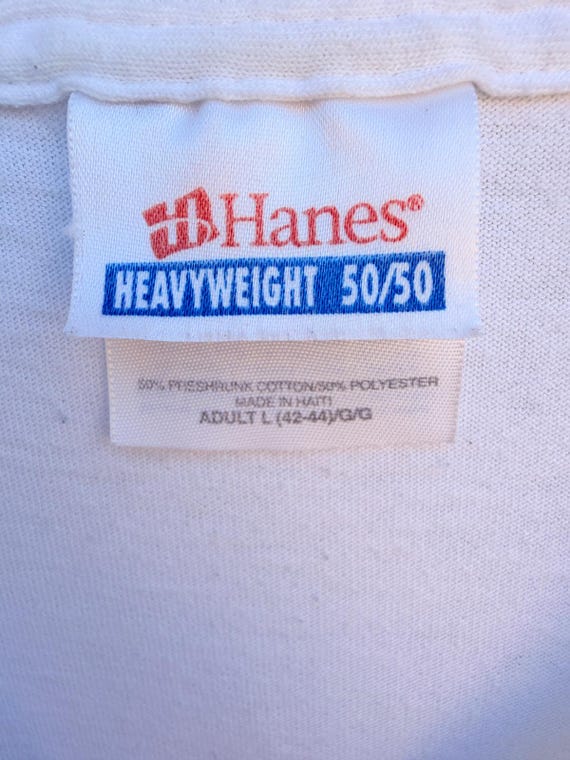 Hanes®
HEAVYWEIGHT 50/50
50% PRESHRUNK COTTON/50% POLYESTER
MADE IN HAITI
ADULT L (42-44)/G/G